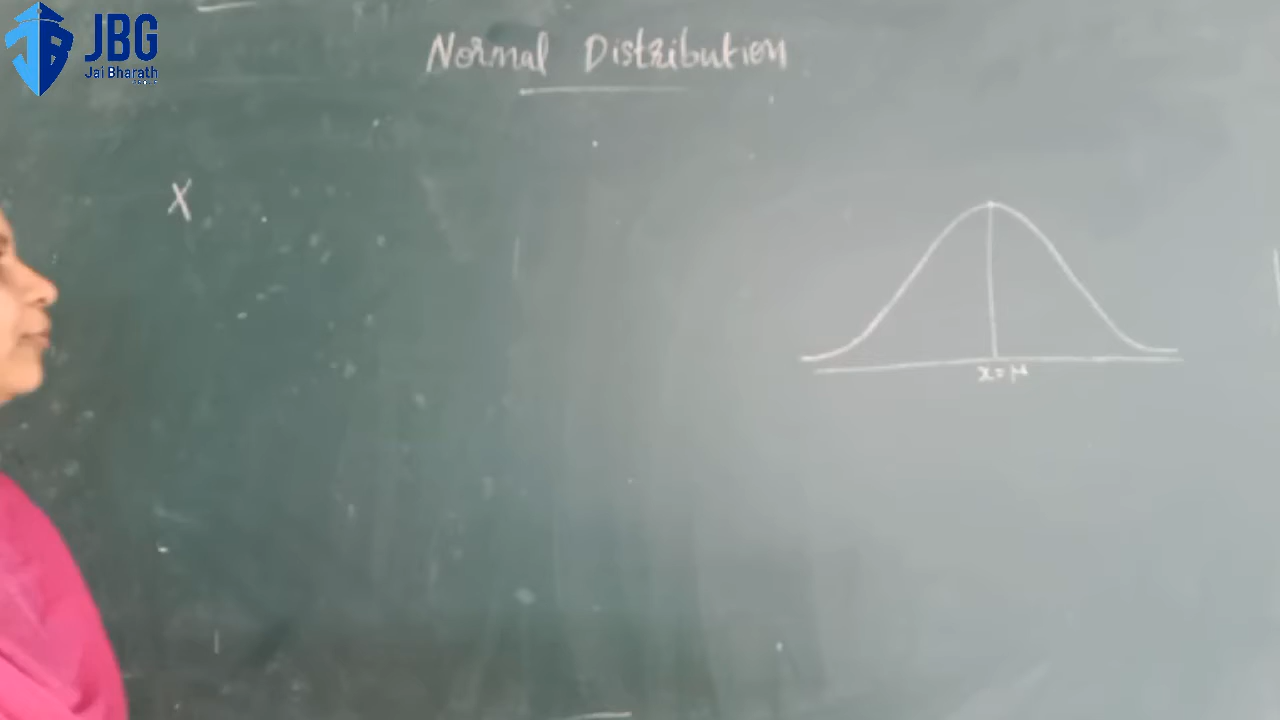 JBG
Jai Bharath
Normal Distribution
X
x=μ